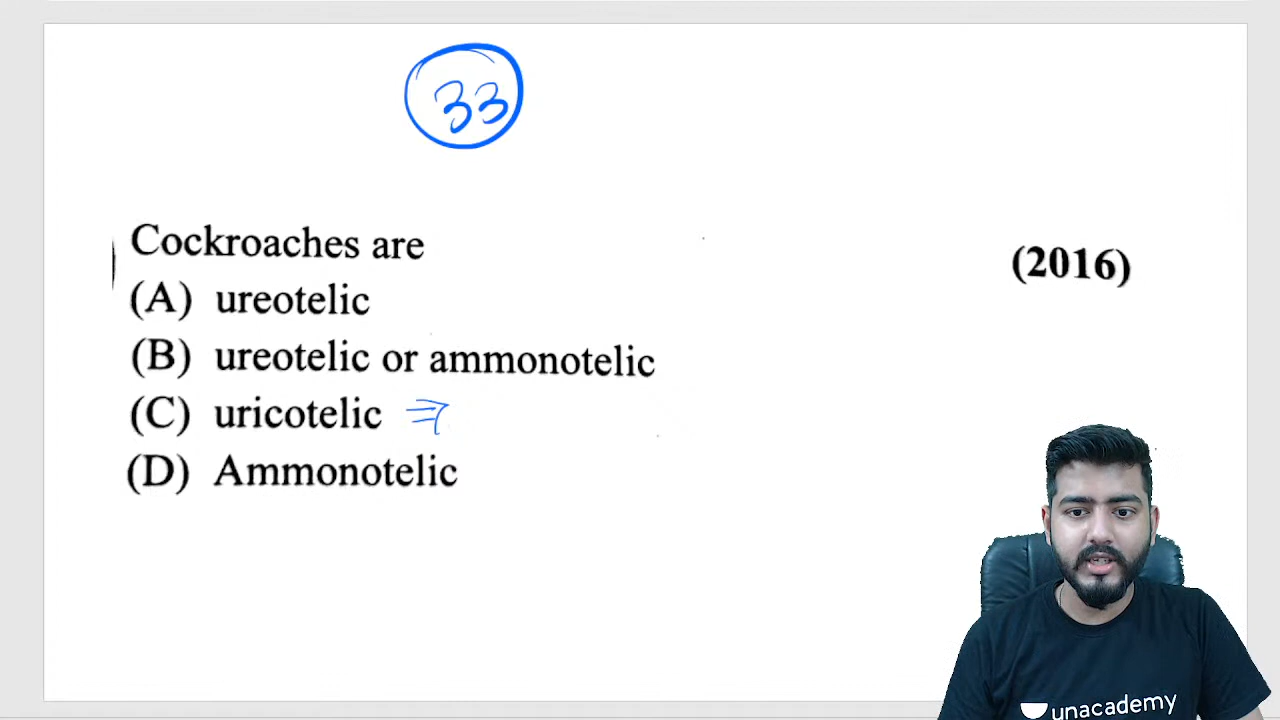 33
Cockroaches are
(2016)
(A) ureotelic
(B) ureotelic or ammonotelic
(C) uricotelic ⇒
(D) Ammonotelic
unacademy